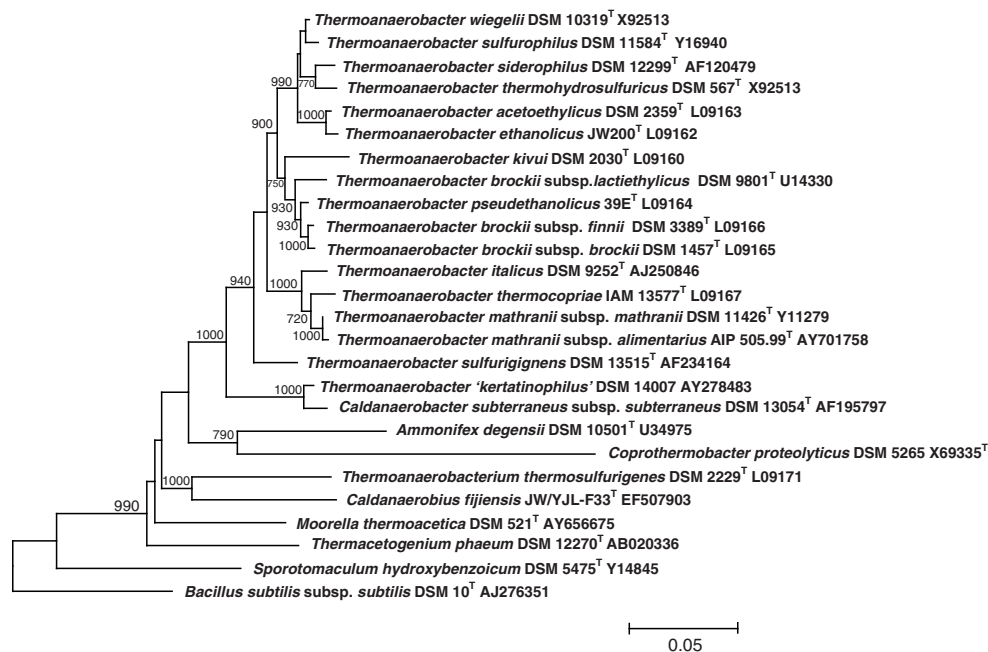 Thermoanaerobacter wiegelii DSM 10319T X92513
Thermoanaerobacter sulfurophilus DSM 11584T Y16940
Thermoanaerobacter siderophilus DSM 12299T AF120479
990
770
Thermoanaerobacter thermohydrosulfuricus DSM 567T X92513
Thermoanaerobacter acetoethylicus DSM 2359T L09163
1000
900
Thermoanaerobacter ethanolicus JW200T L09162
Thermoanaerobacter kivui DSM 2030T L09160
750
Thermoanaerobacter brockii subsp.lactiethylicus DSM 9801T U14330
930
Thermoanaerobacter pseudethanolicus 39ET L09164
930
Thermoanaerobacter brockii subsp. finnii DSM 3389T L09166
1000
Thermoanaerobacter brockii subsp. brockii DSM 1457T L09165
Thermoanaerobacter italicus DSM 9252T AJ250846
940
1000
Thermoanaerobacter thermocopriae IAM 13577T L09167
720
Thermoanaerobacter mathranii subsp. mathranii DSM 11426T Y11279
1000
1000
Thermoanaerobacter mathranii subsp. alimentarius AIP 505.99T AY701758
Thermoanaerobacter sulfurigignens DSM 13515T AF234164
Thermoanaerobacter ‘kertatinophilus’ DSM 14007 AY278483
1000
Caldanaerobacter subterraneus subsp. subterraneus DSM 13054T AF195797
Ammonifex degensii DSM 10501T U34975
790
Coprothermobacter proteolyticus DSM 5265 X69335T
Thermoanaerobacterium thermosulfurigenes DSM 2229T L09171
1000
Caldanaerobius fijiensis JW/YJL-F33T EF507903
990
Moorella thermoacetica DSM 521T AY656675
Thermacetogenium phaeum DSM 12270T AB020336
Sporotomaculum hydroxybenzoicum DSM 5475T Y14845
Bacillus subtilis subsp. subtilis DSM 10T AJ276351
0.05